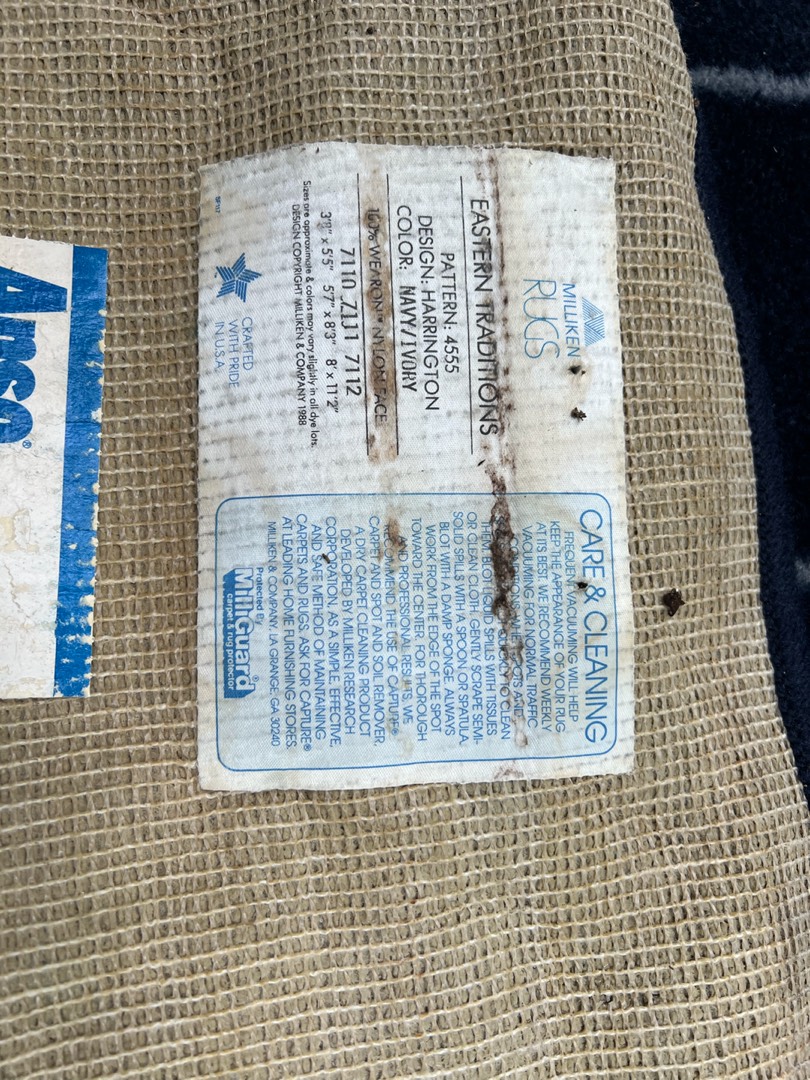 MILLIKEN
RUGS
EASTERN TRADITIONS
PATTERN: 4555
DESIGN: HARRINGTON
COLOR: NAVY/IVORY
100% WEARON™ NYLON FACE
7110 7111 7112
5'7" x 8'3" 8' x 11'2"
Sizes are approximate & colors may vary slightly in all dye lots.
DESIGN COPYRIGHT MILLIKEN & COMPANY 1988
CRAFTED
WITH PRIDE
IN U.S.A.
CARE & CLEANING
FREQUENT VACUUMING WILL HELP
KEEP THE APPEARANCE OF YOUR RUG
AT ITS BEST. WE RECOMMEND WEEKLY
VACUUMING FOR NORMAL TRAFFIC
CLEAN
THEM. BLOT LIQUID SPILLS WITH TISSUES
OR CLEAN CLOTH. GENTLY SCRAPE SEMI-
SOLID SPILLS WITH A SPOON OR SPATULA.
BLOT WITH A DAMP SPONGE. ALWAYS
WORK FROM THE EDGE OF THE SPOT
TOWARD THE CENTER. FOR THOROUGH
AND PROFESSIONAL RESULTS, WE
RECOMMEND THE USE OF CAPTURE®
CARPET AND SPOT AND SOIL REMOVER,
A DRY CARPET CLEANING PRODUCT
DEVELOPED BY MILLIKEN RESEARCH
CORPORATION, AS A SIMPLE, EFFECTIVE,
AND SAFE METHOD OF MAINTAINING
CARPETS AND RUGS. ASK FOR CAPTURE®
AT LEADING HOME FURNISHING STORES.
MILLIKEN & COMPANY, LA GRANGE, GA 30240
Protected By
MilliGuard®
carpet & rug protector
Anso®